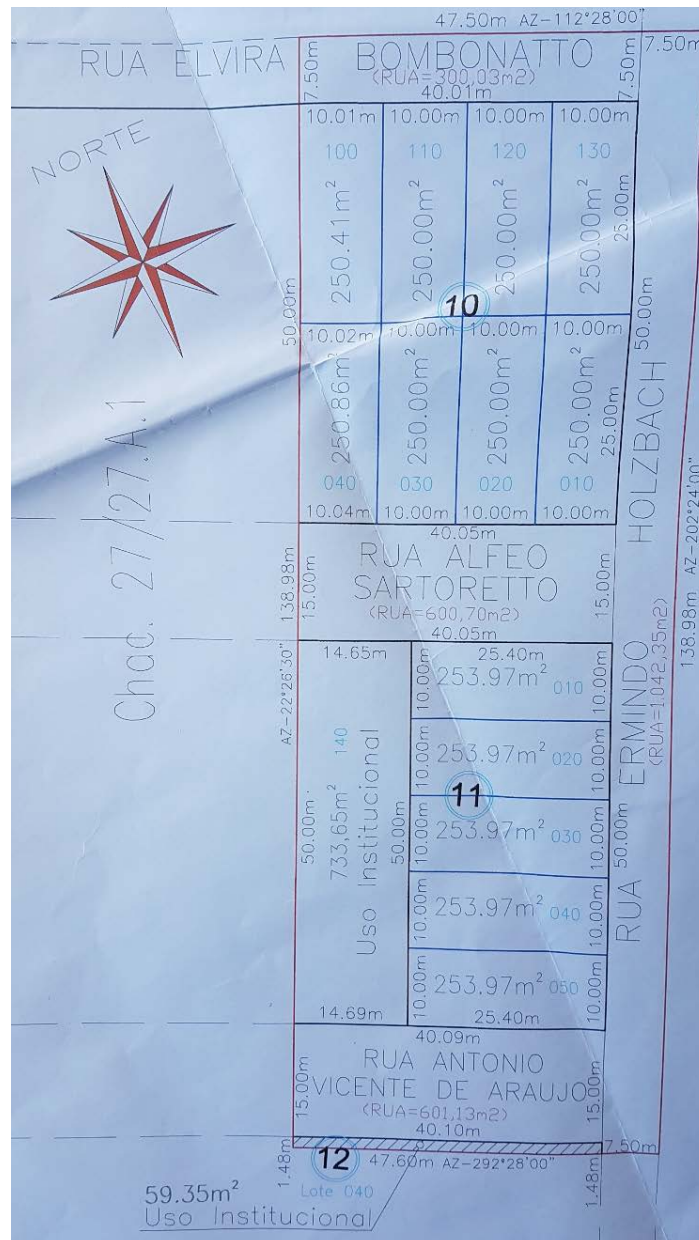 47.50m AZ-112°28'00"
RUA ELVIRA BOMBONATTO
7.50m
7.50m
7.50m
(RUA=300,03m2)
40.01m
10.01m 10.00m 10.00m 10.00m
100 110 120 130
NORTE
250.41m²
250.00m²
250.00m²
250.00m²
25.00m
10
50.00m
50.00m
10.02m 10.00m 10.00m 10.00m
250.86m²
250.00m²
250.00m²
250.00m²
25.00m
040 030 020 010
10.04m 10.00m 10.00m 10.00m
40.05m
Chac. 27/27.A.1
RUA ALFEO
SARTORETTO
(RUA=600,70m2)
15.00m
15.00m
40.05m
138.98m
AZ-22°26'30"
RUA ERMINDO HOLZBACH
(RUA=1.042,35m2)
138.98m AZ-202°24'00"
14.65m 25.40m
10.00m 253.97m² 010 10.00m
10.00m 253.97m² 020 10.00m
11
10.00m 253.97m² 030 10.00m
10.00m 253.97m² 040 10.00m
10.00m 253.97m² 050 10.00m
50.00m
733,65m² 140
Uso Institucional
50.00m
50.00m
14.69m 25.40m
40.09m
RUA ANTONIO
VICENTE DE ARAUJO
(RUA=601,13m2)
15.00m
15.00m
40.10m
7.50m
1.48m
12
47.60m AZ-292°28'00"
1.48m
Lote 040
59.35m²
Uso Institucional